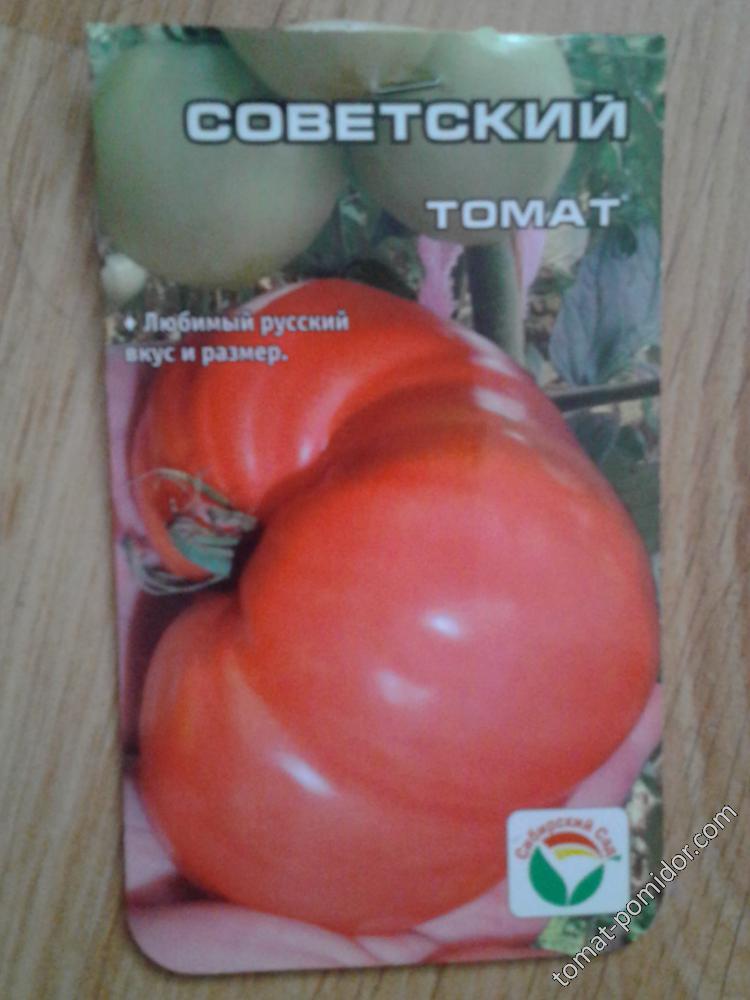 СОВЕТСКИЙ
ТОМАТ
♦ Любимый русский
вкус и размер.
Сибирский Сад
tomat-pomidor.com